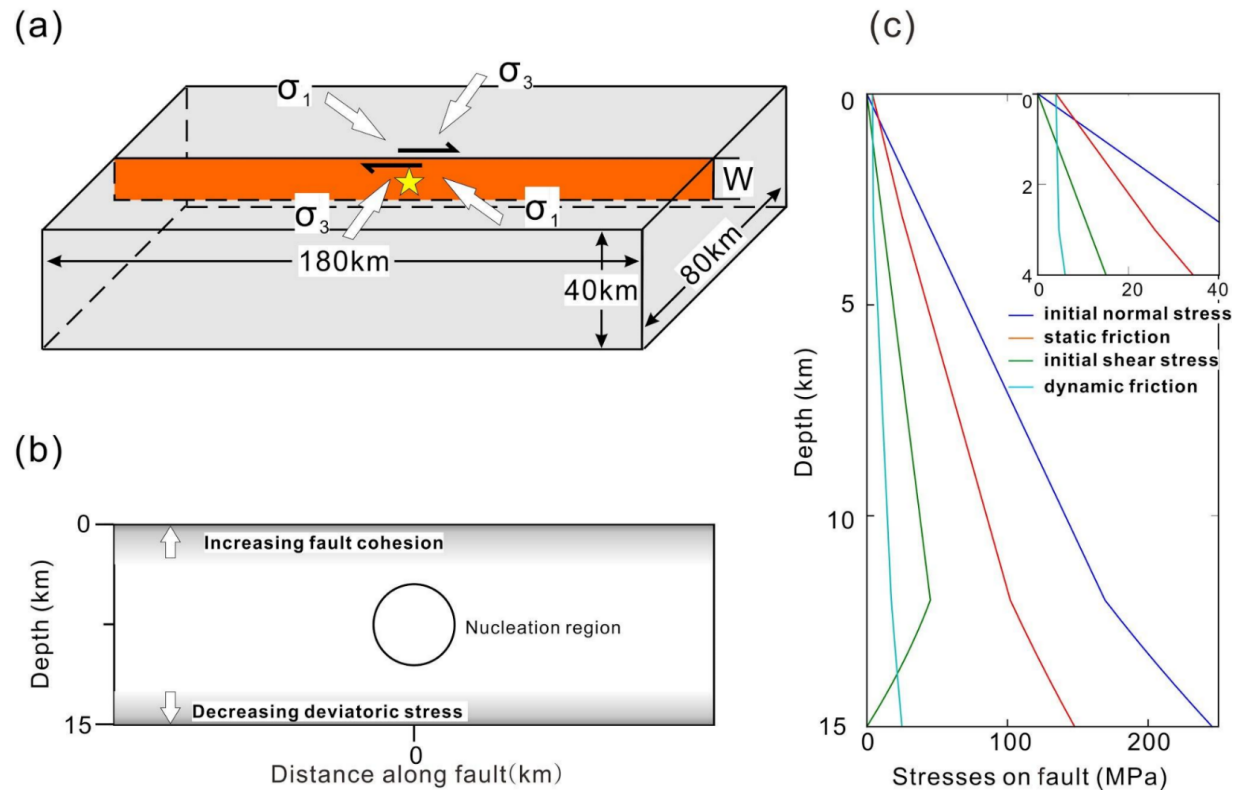 (a)
σ1
σ3
W
σ3
σ1
180km
40km
80km
(b)
0
Increasing fault cohesion
Depth (km)
Nucleation region
Decreasing deviatoric stress
15
0
Distance along fault(km)
(c)
0
5
10
15
Depth (km)
0
2
4
0
20
40
initial normal stress
static friction
initial shear stress
dynamic friction
0
100
200
Stresses on fault (MPa)